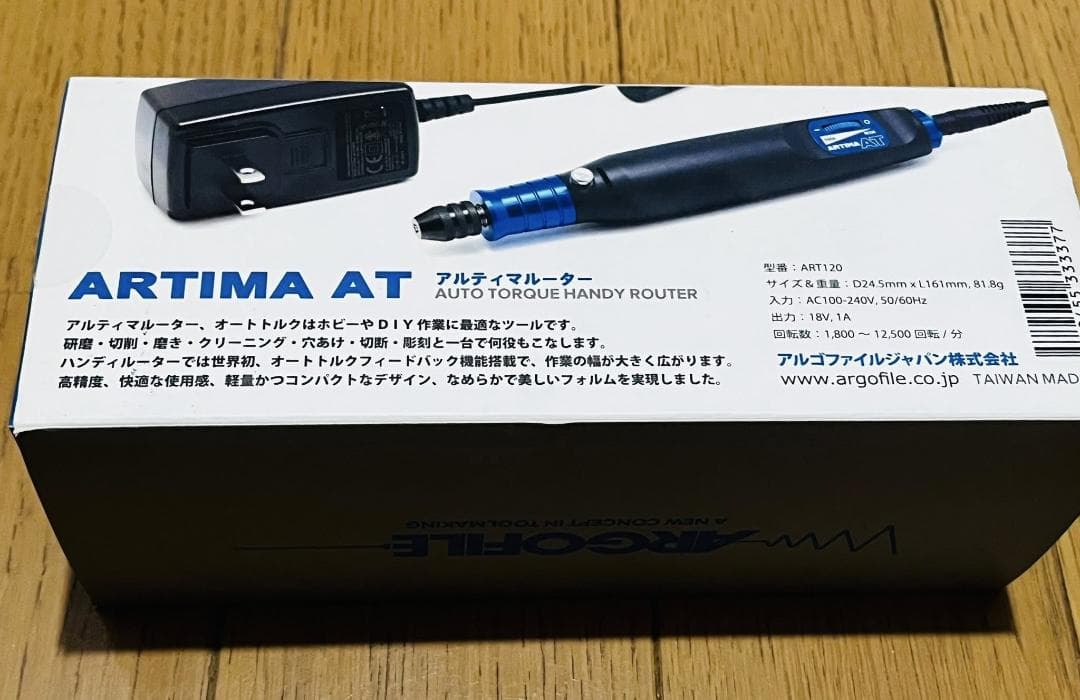 ARTIMA AT
ARTIMA AT アルティマルーター
AUTO TORQUE HANDY ROUTER
アルティマルーター、オートトルクはホビーやDIY作業に最適なツールです。
研磨・切削・磨き・クリーニング・穴あけ・切断・彫刻と一台で何役もこなします。
ハンディルーターでは世界初、オートトルクフィードバック機能搭載で、作業の幅が大きく広がります。
高精度、快適な使用感、軽量かつコンパクトなデザイン、なめらかで美しいフォルムを実現しました。
型番：ART120
サイズ＆重量：D24.5mm x L161mm, 81.8g
入力：AC100-240V, 50/60Hz
出力：18V, 1A
回転数：1,800 〜 12,500 回転 / 分
アルゴファイルジャパン株式会社
www.argofile.co.jp TAIWAN MAD
333377
ARGOFILE
A NEW CONCEPT IN TOOLMAKING